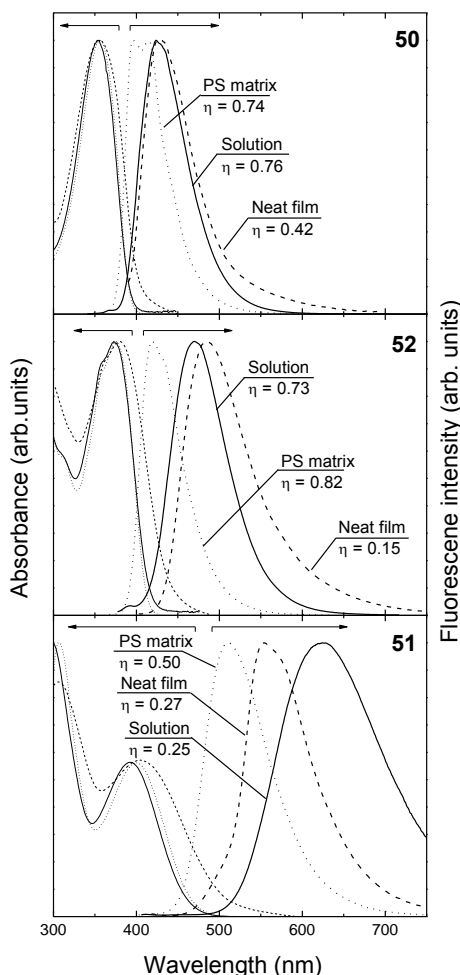 50
PS matrix
η = 0.74
Solution
η = 0.76
Neat film
η = 0.42
52
Solution
η = 0.73
PS matrix
η = 0.82
Neat film
η = 0.15
51
PS matrix
η = 0.50
Neat film
η = 0.27
Solution
η = 0.25
Absorbance (arb.units)
Fluorescene intensity (arb. units)
300 400 500 600 700
Wavelength (nm)